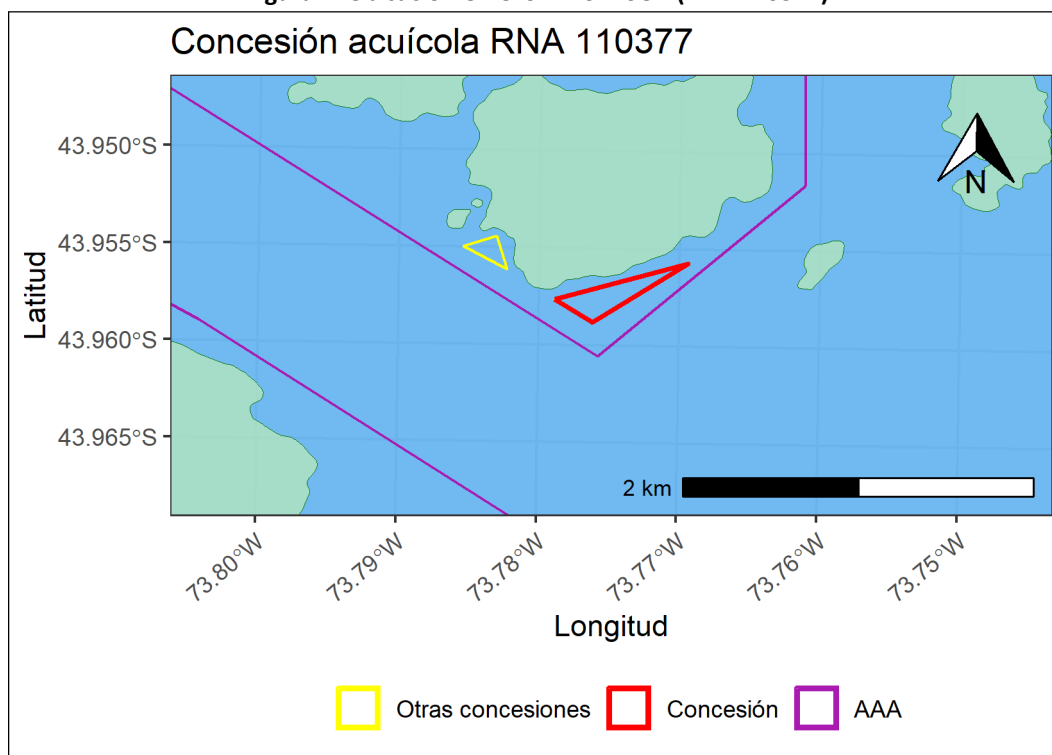 Concesión acuícola RNA 110377
43.950°S
43.955°S
43.960°S
43.965°S
Latitud
N
2 km
73.80°W
73.79°W
73.78°W
73.77°W
73.76°W
73.75°W
Longitud
Otras concesiones
Concesión
AAA